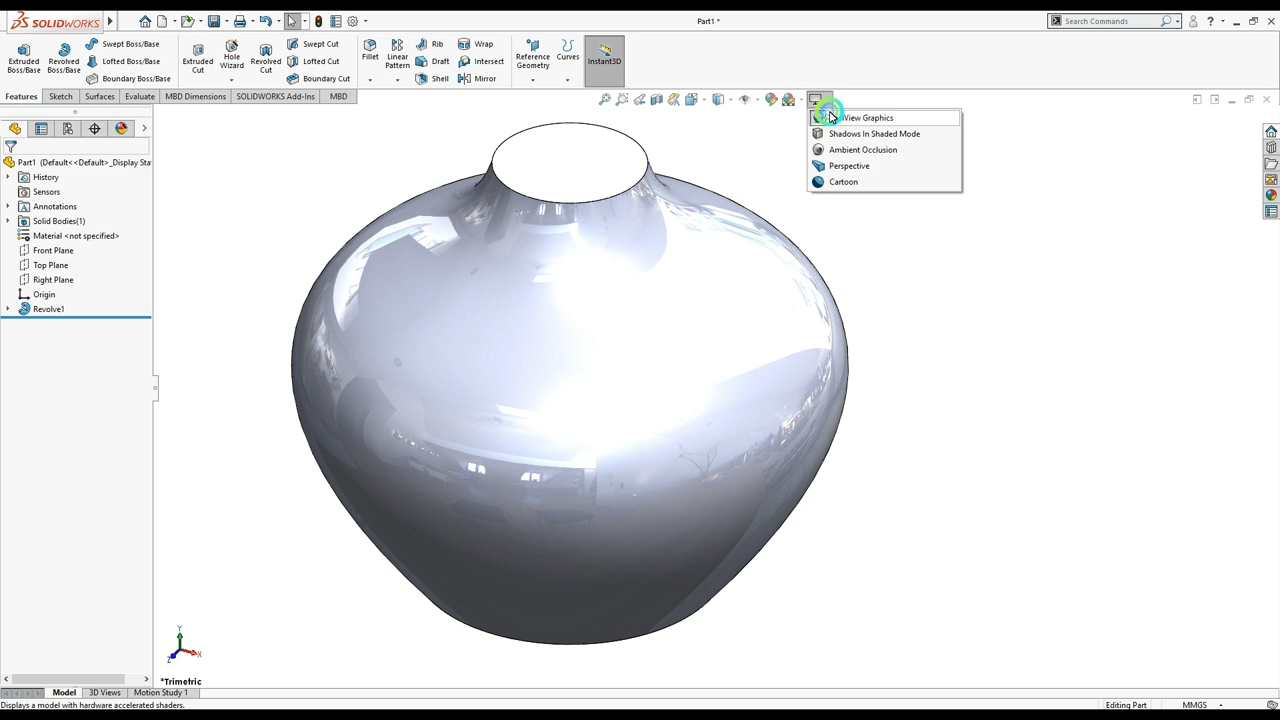 SOLIDWORKS
Part1 *
Search Commands
Extruded Boss/Base
Revolved Boss/Base
Swept Boss/Base
Lofted Boss/Base
Boundary Boss/Base
Extruded Cut
Hole Wizard
Revolved Cut
Swept Cut
Lofted Cut
Boundary Cut
Fillet
Linear Pattern
Rib
Draft
Shell
Wrap
Intersect
Mirror
Reference Geometry
Curves
Instant3D
Features
Sketch
Surfaces
Evaluate
MBD Dimensions
SOLIDWORKS Add-Ins
MBD
View Graphics
Shadows In Shaded Mode
Ambient Occlusion
Perspective
Cartoon
Part1 (Default<<Default>_Display Sta
History
Sensors
Annotations
Solid Bodies(1)
Material <not specified>
Front Plane
Top Plane
Right Plane
Origin
Revolve1
Y
X
Z
*Trimetric
Model
3D Views
Motion Study 1
Displays a model with hardware accelerated shaders.
Editing Part
MMGS